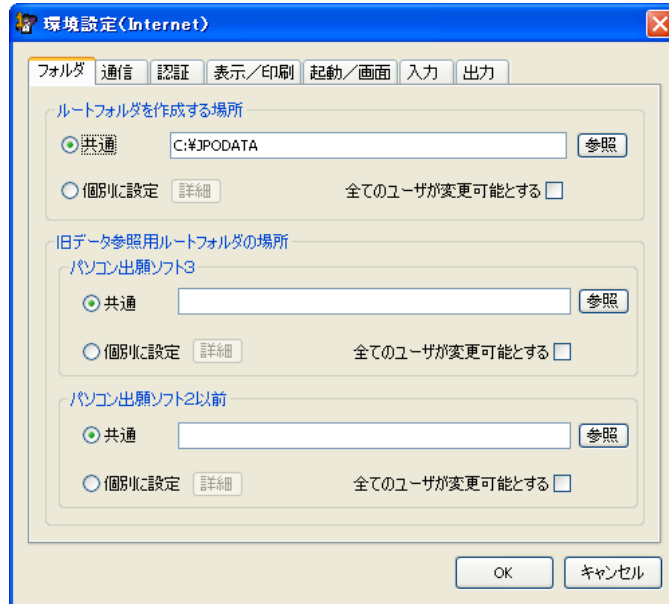 環境設定(Internet)
フォルダ 通信 認証 表示／印刷 起動／画面 入力 出力
ルートフォルダを作成する場所
共通 C:¥JPODATA 参照
個別に設定 詳細 全てのユーザが変更可能とする
旧データ参照用ルートフォルダの場所
パソコン出願ソフト3
共通 参照
個別に設定 詳細 全てのユーザが変更可能とする
パソコン出願ソフト2以前
共通 参照
個別に設定 詳細 全てのユーザが変更可能とする
OK キャンセル